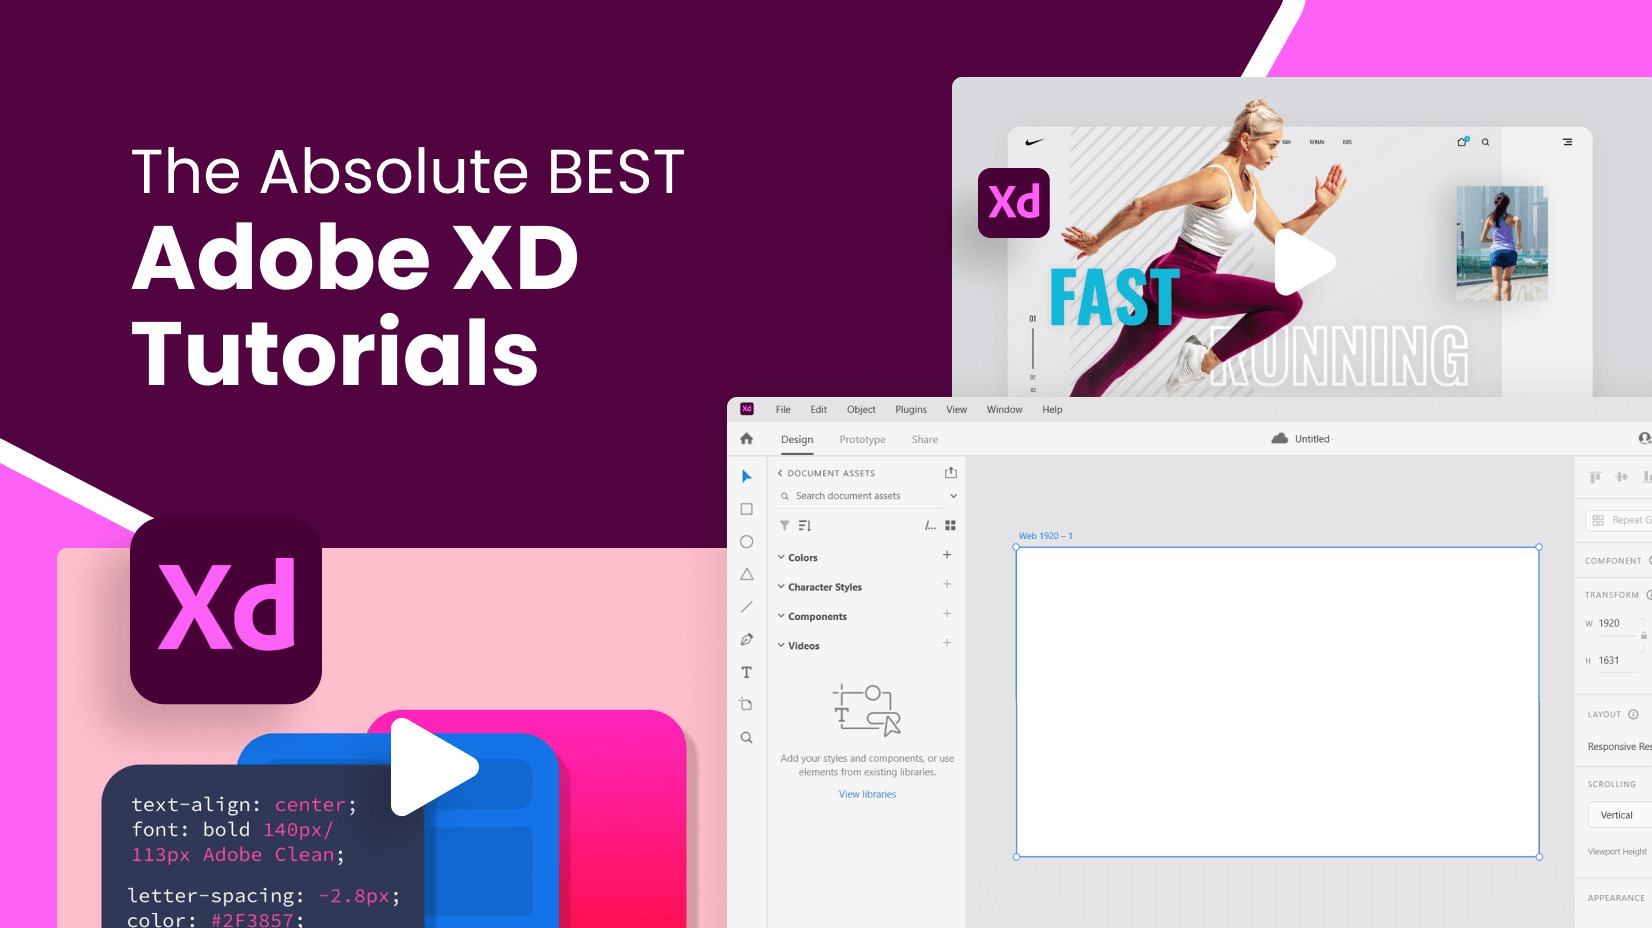 The Absolute BEST
Adobe XD
Tutorials
WOMAN
KIDS
Xd
FAST
01
RUNNING
02
03
Xd
File Edit Object Plugins View Window Help
Design Prototype Share
Untitled
DOCUMENT ASSETS
Search document assets
Colors
Character Styles
Components
Videos
T
Add your styles and components, or use
elements from existing libraries.
View libraries
Web 1920 – 1
Repeat G
COMPONENT
TRANSFORM
W 1920
H 1631
LAYOUT
Responsive Res
SCROLLING
Vertical
Viewport Height
APPEARANCE
Xd
text-align: center;
font: bold 140px/
113px Adobe Clean;
letter-spacing: -2.8px;
color: #2F3857;